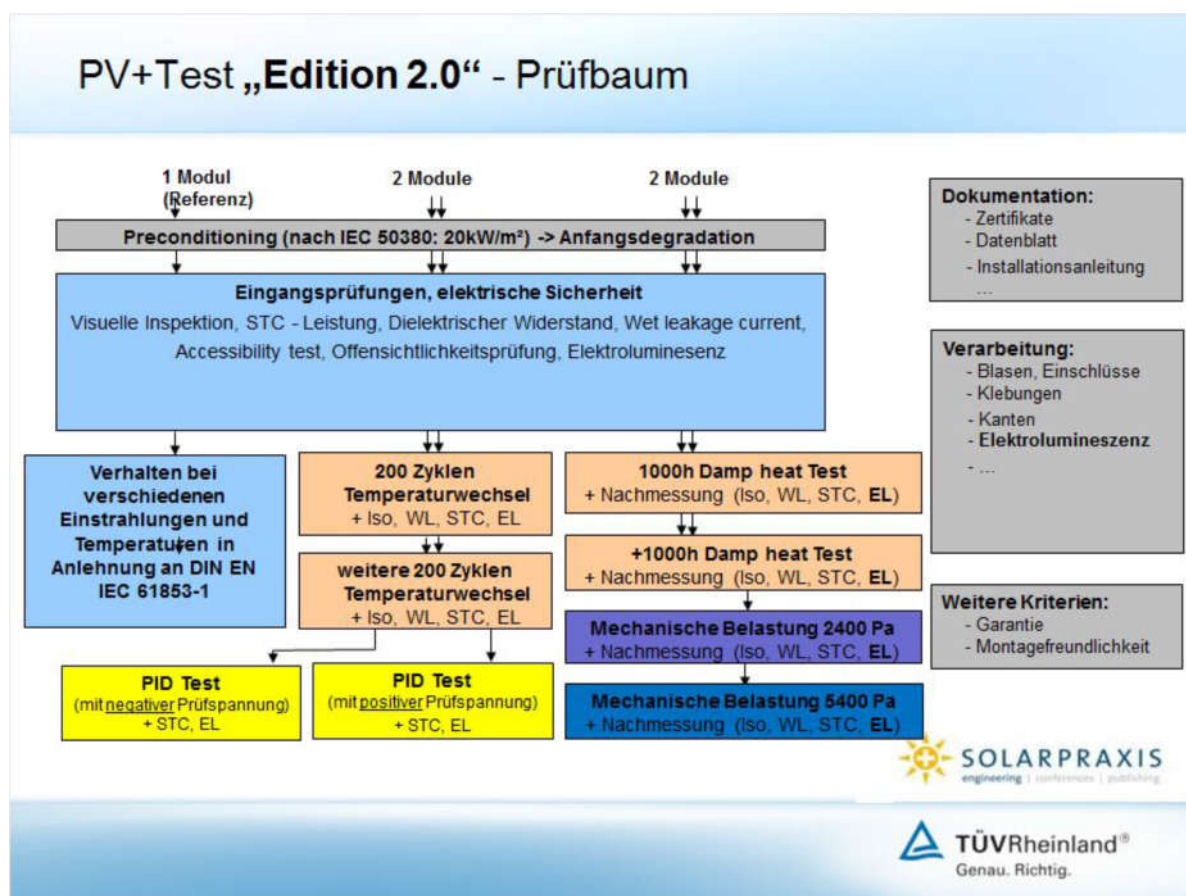 PV+Test „Edition 2.0“ - Prüfbaum
1 Modul
(Referenz)
2 Module
2 Module
Preconditioning (nach IEC 50380: 20kW/m²) -> Anfangsdegradation
Eingangsprüfungen, elektrische Sicherheit
Visuelle Inspektion, STC - Leistung, Dielektrischer Widerstand, Wet leakage current,
Accessibility test, Offensichtlichkeitsprüfung, Elektroluminesenz
Verhalten bei
verschiedenen
Einstrahlungen und
Temperaturen in
Anlehnung an DIN EN
IEC 61853-1
200 Zyklen
Temperaturwechsel
+ Iso, WL, STC, EL
weitere 200 Zyklen
Temperaturwechsel
+ Iso, WL, STC, EL
PID Test
(mit negativer Prüfspannung)
+ STC, EL
PID Test
(mit positiver Prüfspannung)
+ STC, EL
1000h Damp heat Test
+ Nachmessung (Iso, WL, STC, EL)
+1000h Damp heat Test
+ Nachmessung (Iso, WL, STC, EL)
Mechanische Belastung 2400 Pa
+ Nachmessung (Iso, WL, STC, EL)
Mechanische Belastung 5400 Pa
+ Nachmessung (Iso, WL, STC, EL)
Dokumentation:
- Zertifikate
- Datenblatt
- Installationsanleitung
...
Verarbeitung:
- Blasen, Einschlüsse
- Klebungen
- Kanten
- Elektrolumineszenz
- ...
Weitere Kriterien:
- Garantie
- Montagefreundlichkeit
SOLARPRAXIS
engineering | conferences | publishing
TÜVRheinland®
Genau. Richtig.